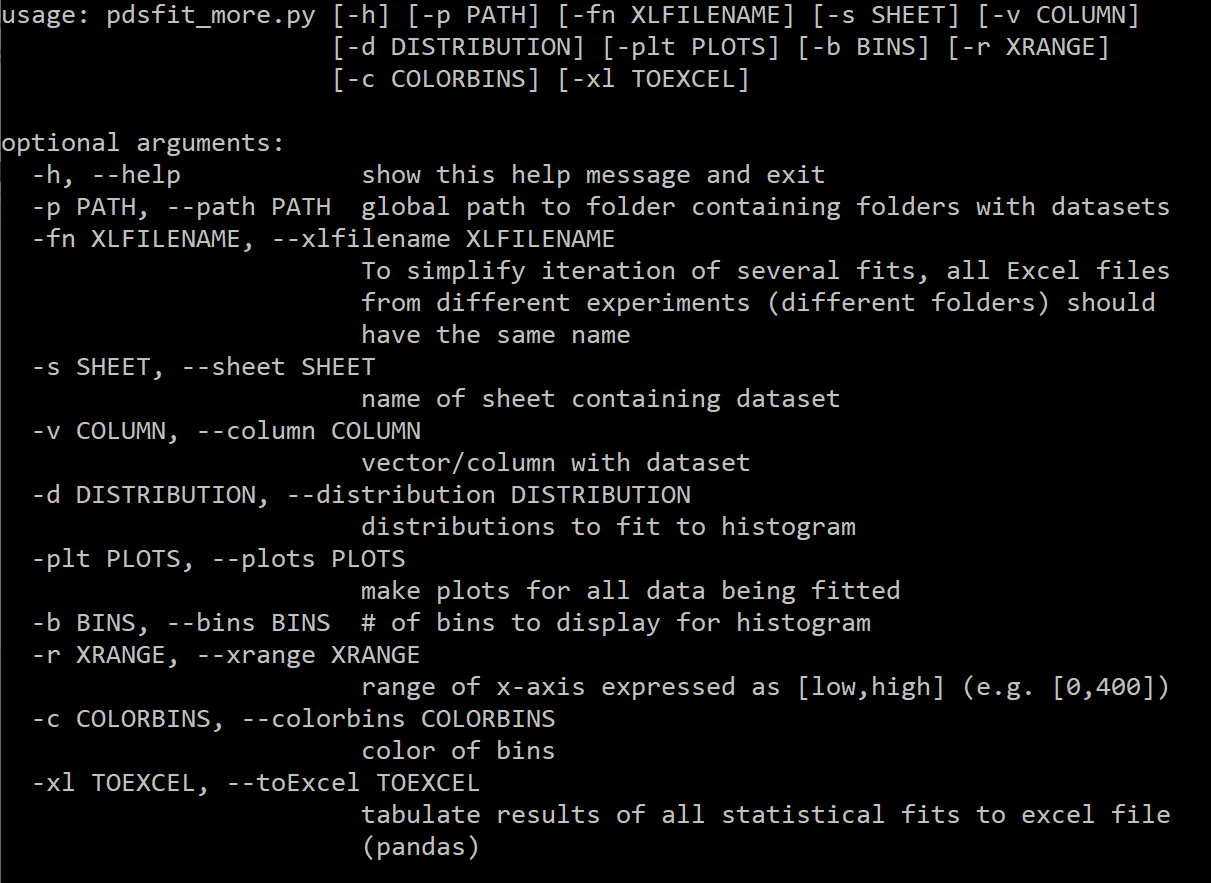 usage: pdsfit_more.py [-h] [-p PATH] [-fn XLFILENAME] [-s SHEET] [-v COLUMN]
                      [-d DISTRIBUTION] [-plt PLOTS] [-b BINS] [-r XRANGE]
                      [-c COLORBINS] [-xl TOEXCEL]

optional arguments:
  -h, --help            show this help message and exit
  -p PATH, --path PATH  global path to folder containing folders with datasets
  -fn XLFILENAME, --xlfilename XLFILENAME
                        To simplify iteration of several fits, all Excel files
                        from different experiments (different folders) should
                        have the same name
  -s SHEET, --sheet SHEET
                        name of sheet containing dataset
  -v COLUMN, --column COLUMN
                        vector/column with dataset
  -d DISTRIBUTION, --distribution DISTRIBUTION
                        distributions to fit to histogram
  -plt PLOTS, --plots PLOTS
                        make plots for all data being fitted
  -b BINS, --bins BINS  # of bins to display for histogram
  -r XRANGE, --xrange XRANGE
                        range of x-axis expressed as [low,high] (e.g. [0,400])
  -c COLORBINS, --colorbins COLORBINS
                        color of bins
  -xl TOEXCEL, --toExcel TOEXCEL
                        tabulate results of all statistical fits to excel file
                        (pandas)